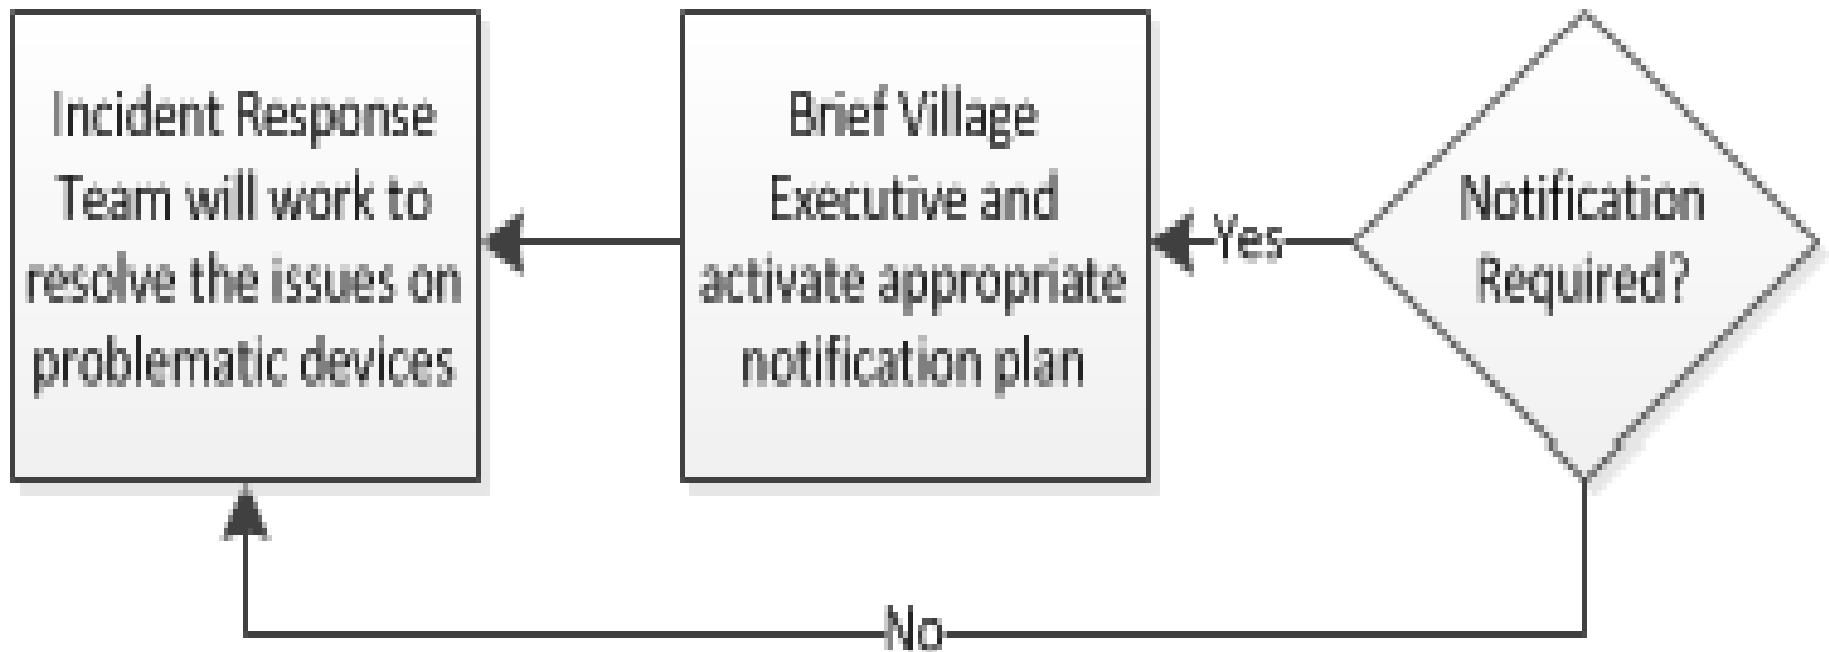 Incident Response
Team will work to
resolve the issues on
problematic devices
Brief Village
Executive and
activate appropriate
notification plan
Yes
Notification
Required?
No